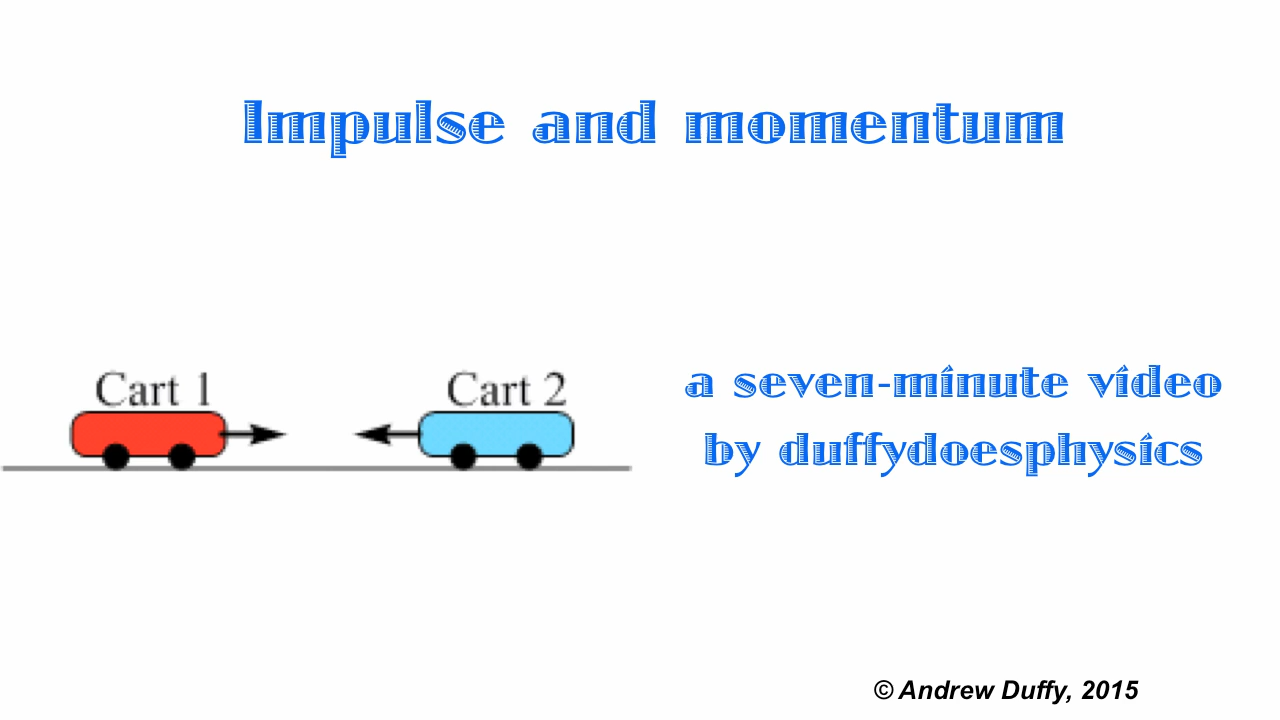 Impulse and momentum
Cart 1
Cart 2
a seven-minute video
by duffydoesphysics
© Andrew Duffy, 2015